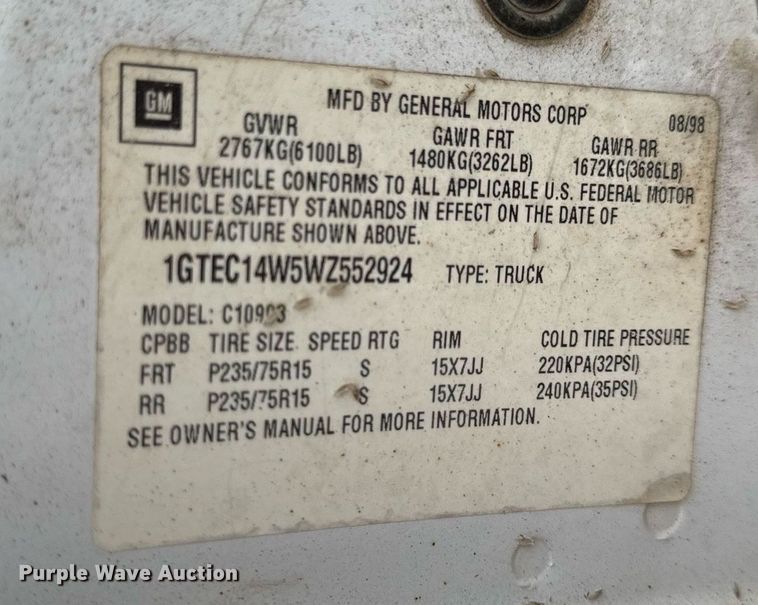 GM
MFD BY GENERAL MOTORS CORP 08/98
GVWR GAWR FRT GAWR RR
2767KG(6100LB) 1480KG(3262LB) 1672KG(3686LB)
THIS VEHICLE CONFORMS TO ALL APPLICABLE U.S. FEDERAL MOTOR
VEHICLE SAFETY STANDARDS IN EFFECT ON THE DATE OF
MANUFACTURE SHOWN ABOVE.
1GTEC14W5WZ552924 TYPE: TRUCK
MODEL: C10903
CPBB TIRE SIZE SPEED RTG RIM COLD TIRE PRESSURE
FRT P235/75R15 S 15X7JJ 220KPA(32PSI)
RR P235/75R15 S 15X7JJ 240KPA(35PSI)
SEE OWNER'S MANUAL FOR MORE INFORMATION.
Purple Wave Auction